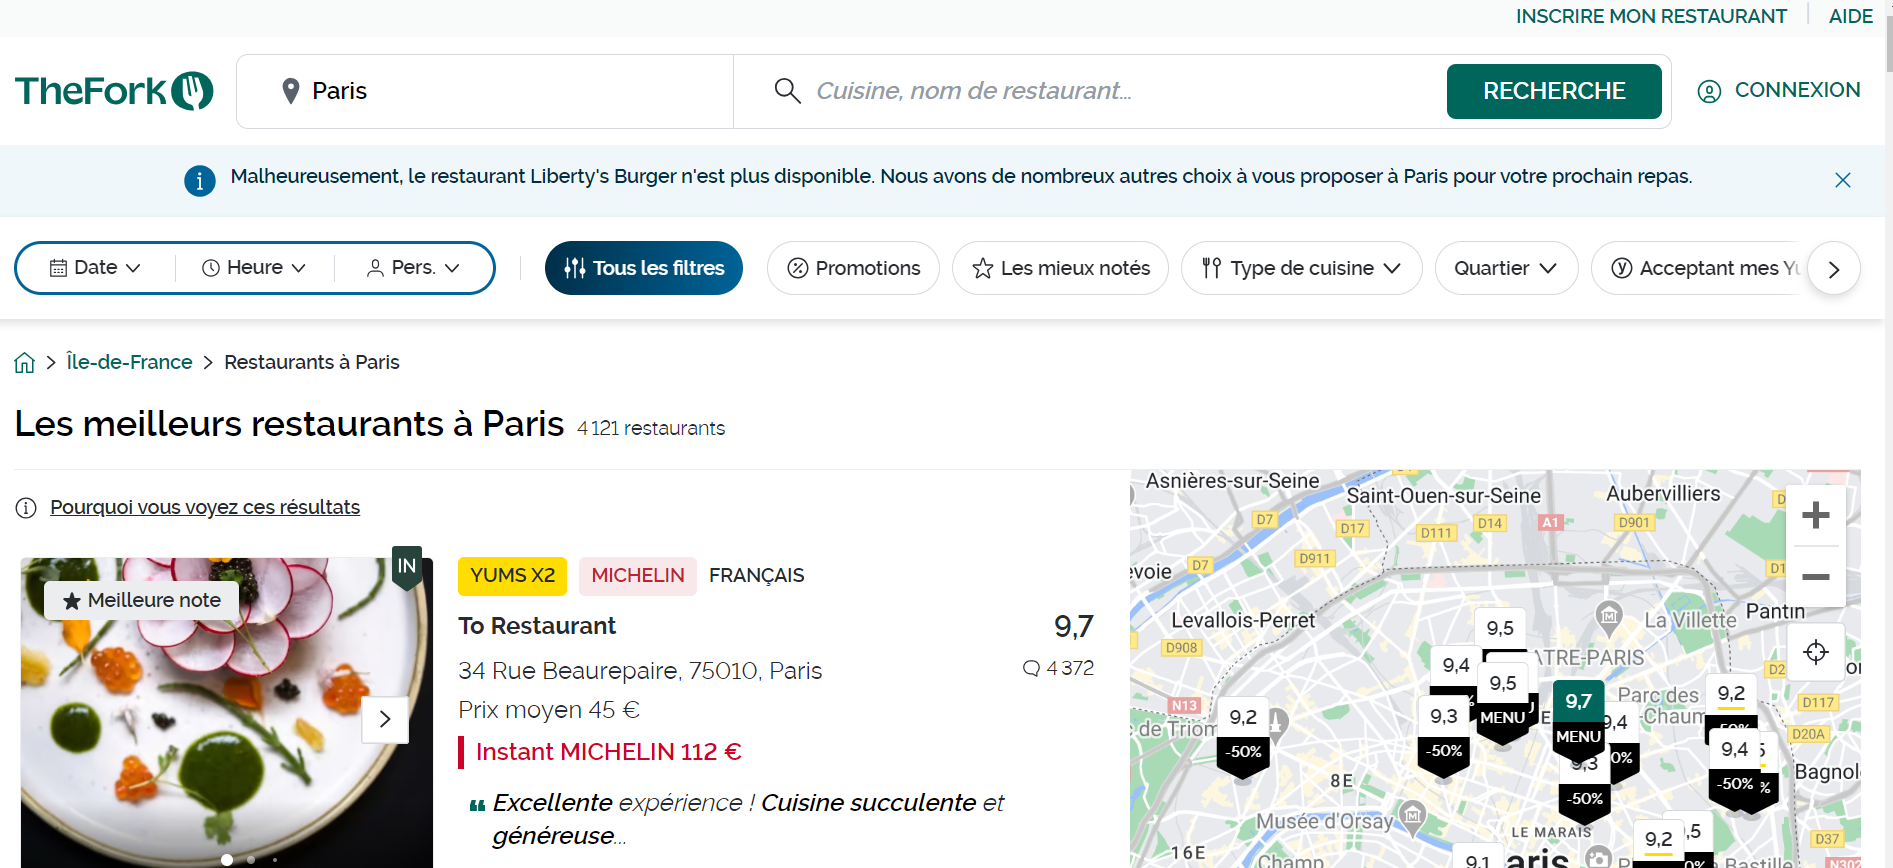 INSCRIRE MON RESTAURANT
AIDE
TheFork
Paris
Cuisine, nom de restaurant...
RECHERCHE
CONNEXION
Malheureusement, le restaurant Liberty's Burger n'est plus disponible. Nous avons de nombreux autres choix à vous proposer à Paris pour votre prochain repas.
Date
Heure
Pers.
Tous les filtres
Promotions
Les mieux notés
Type de cuisine
Quartier
Acceptant mes
Île-de-France
Restaurants à Paris
Les meilleurs restaurants à Paris
4 121 restaurants
Pourquoi vous voyez ces résultats
IN
Meilleure note
YUMS X2
MICHELIN
FRANÇAIS
To Restaurant
9,7
34 Rue Beaurepaire, 75010, Paris
4 372
Prix moyen 45 €
Instant MICHELIN 112 €
Excellente expérience ! Cuisine succulente et
généreuse...
Asnières-sur-Seine
Saint-Ouen-sur-Seine
Aubervilliers
D7
D17
D111
D14
A1
D901
D911
D7
Levallois-Perret
D908
La Villette
Pantin
9,5
9,4
9,5
MENU
9,7
MENU
Parc des
9,2
N13
D117
9,2
-50%
9,3
-50%
D20A
9,4
-50%
Bagnol
8E
-50%
Musée d'Orsay
LE MARAIS
9,2
D37
16E
Champ
9,1
Bastille
N302